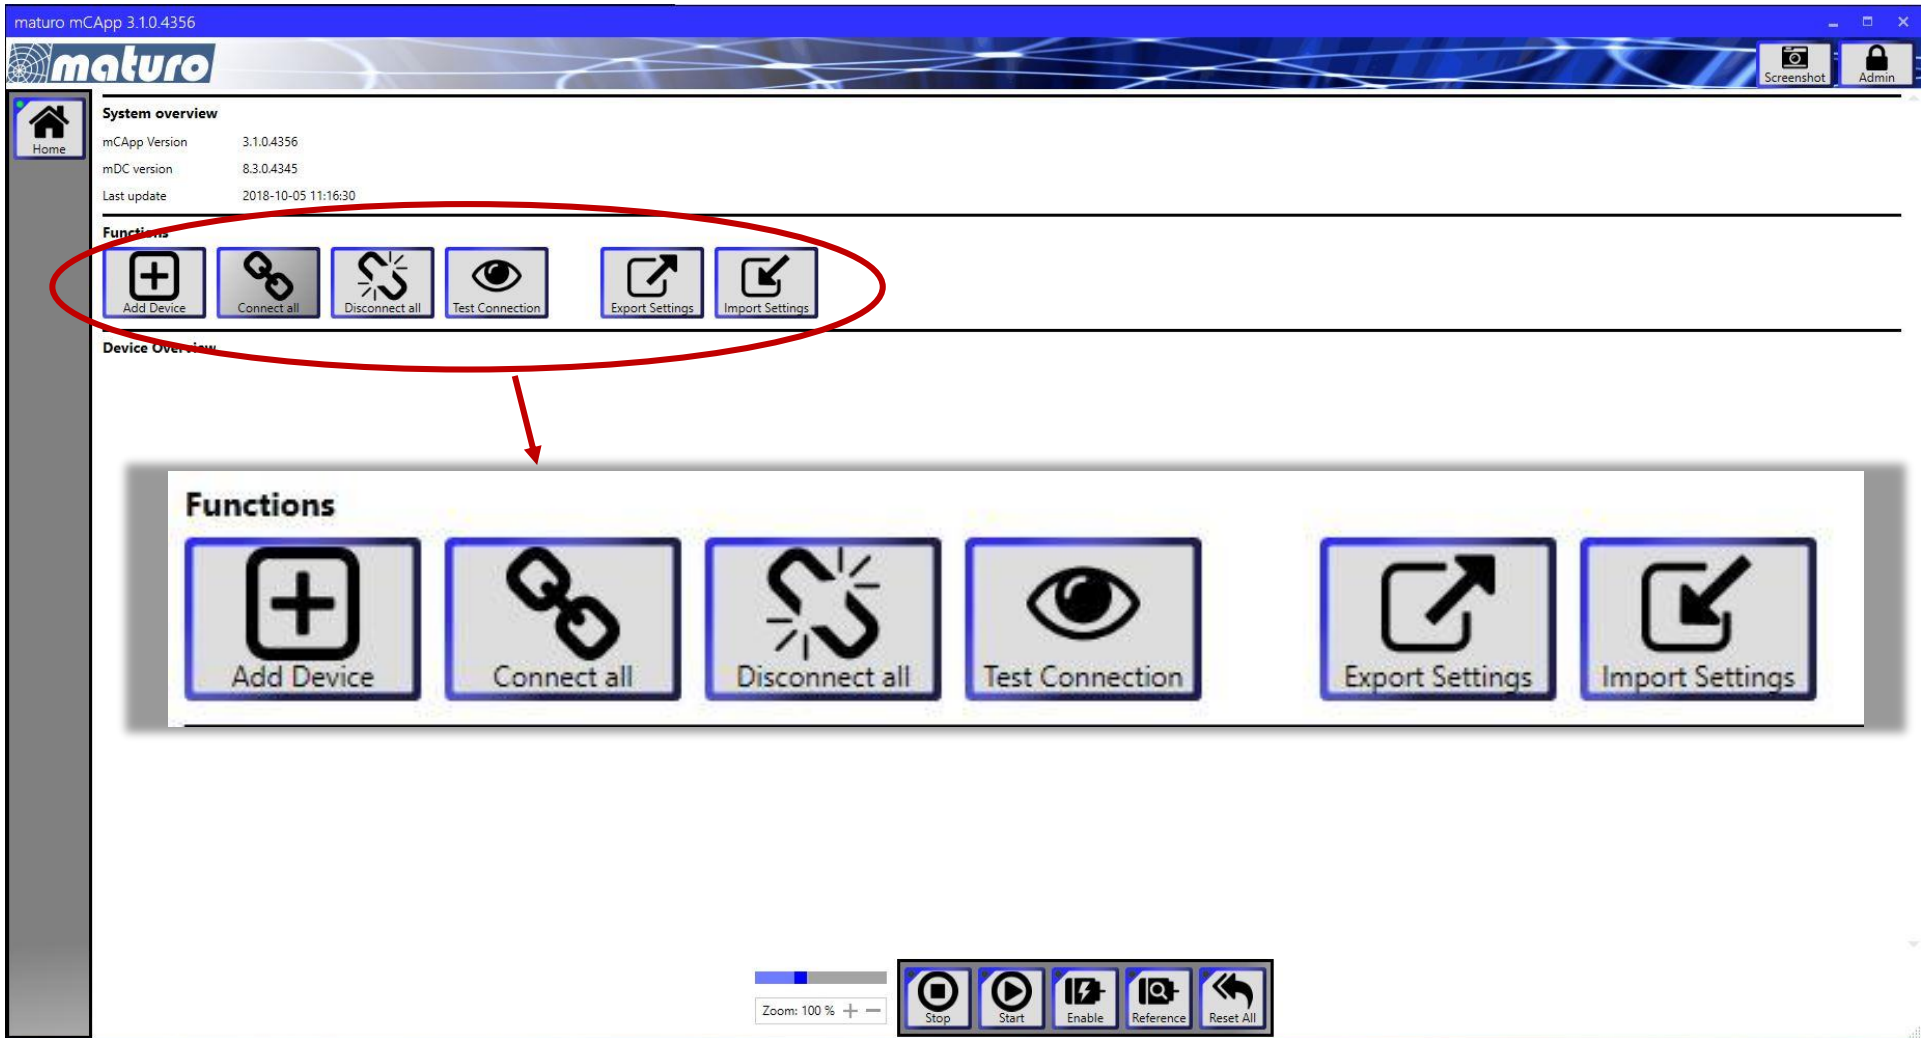 maturo mCApp 3.1.0.4356
maturo
Screenshot
Admin
Home
System overview
mCApp Version 3.1.0.4356
mDC version 8.3.0.4345
Last update 2018-10-05 11:16:30
Functions
Add Device
Connect all
Disconnect all
Test Connection
Export Settings
Import Settings
Device Overview
Functions
Add Device
Connect all
Disconnect all
Test Connection
Export Settings
Import Settings
Zoom: 100 %
Stop
Start
Enable
Reference
Reset All